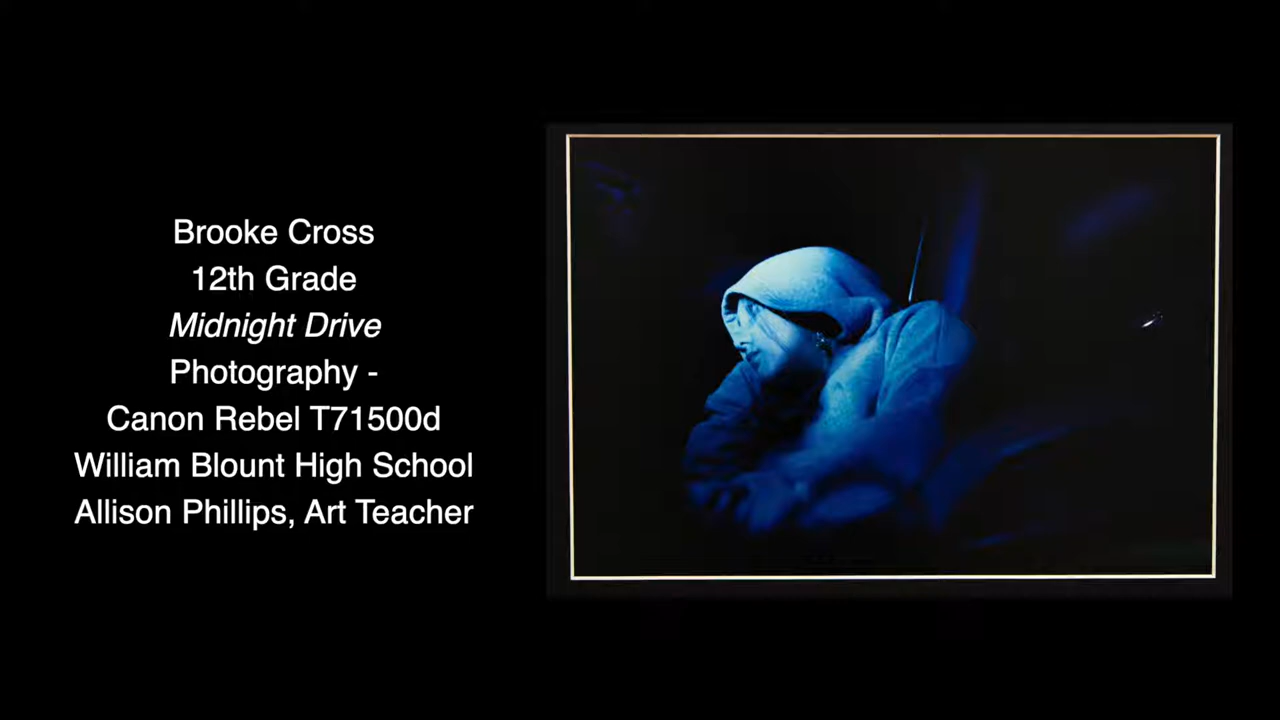 Brooke Cross
12th Grade
Midnight Drive
Photography -
Canon Rebel T71500d
William Blount High School
Allison Phillips, Art Teacher